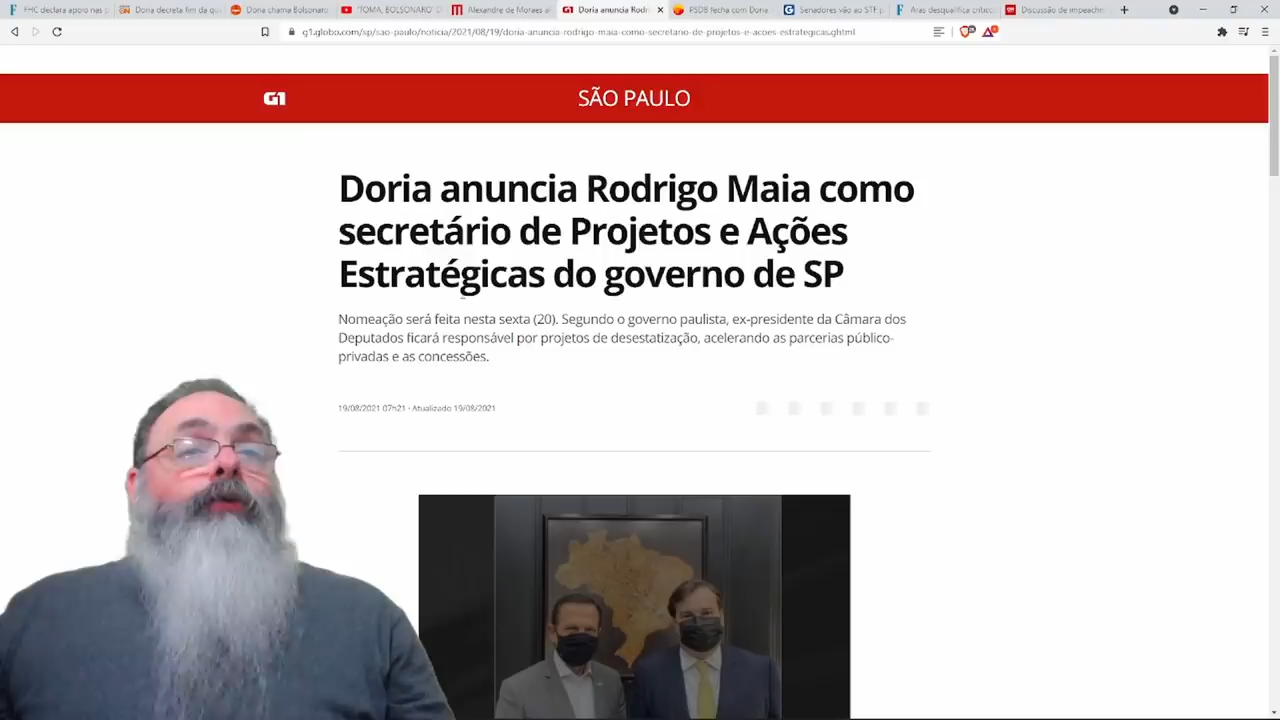 FHC declara apoio nas p
Doria decreta fim da qua
Doria chama Bolsonaro
"TOMA, BOLSONARO" D
Alexandre de Moraes al
Doria anuncia Rodri
PSDB fecha com Doria
Senadores vão ao STF p
Aras desqualifica critec
Discussão de impeachm
g1.globo.com/sp/sao-paulo/noticia/2021/08/19/doria-anuncia-rodrigo-maia-como-secretario-de-projetos-e-acoes-estrategicas.ghtml
G1
SÃO PAULO
Doria anuncia Rodrigo Maia como
secretário de Projetos e Ações
Estratégicas do governo de SP
Nomeação será feita nesta sexta (20). Segundo o governo paulista, ex-presidente da Câmara dos
Deputados ficará responsável por projetos de desestatização, acelerando as parcerias público-
privadas e as concessões.
19/08/2021 07h21 · Atualizado 19/08/2021